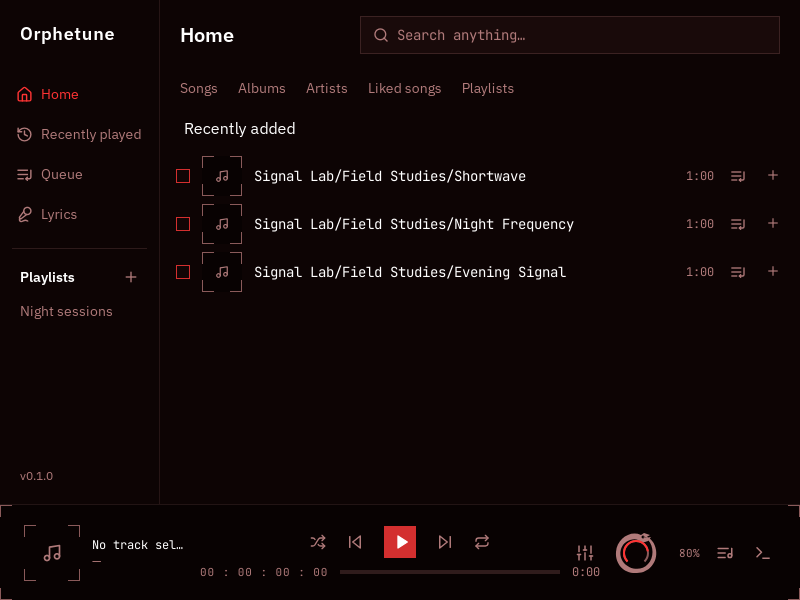 Orphetune
Home
Search anything…
Home
Recently played
Queue
Lyrics
Playlists
Night sessions
v0.1.0
Songs Albums Artists Liked songs Playlists
Recently added
Signal Lab/Field Studies/Shortwave 1:00
Signal Lab/Field Studies/Night Frequency 1:00
Signal Lab/Field Studies/Evening Signal 1:00
No track sel…
—
00 : 00 : 00 : 00
0:00
80%